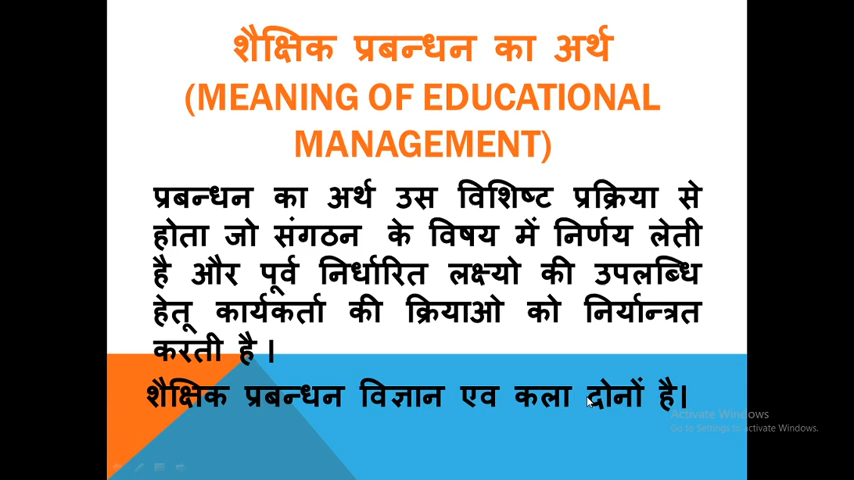 शैक्षिक प्रबन्धन का अर्थ
(MEANING OF EDUCATIONAL
MANAGEMENT)
प्रबन्धन का अर्थ उस विशिष्ट प्रक्रिया से
होता जो संगठन के विषय में निर्णय लेती
है और पूर्व निर्धारित लक्ष्यो की उपलब्धि
हेतू कार्यकर्ता की क्रियाओ को निर्यान्त्रत
करती है ।
शैक्षिक प्रबन्धन विज्ञान एव कला दोनों है।
Activate Windows
Go to Settings to activate Windows.